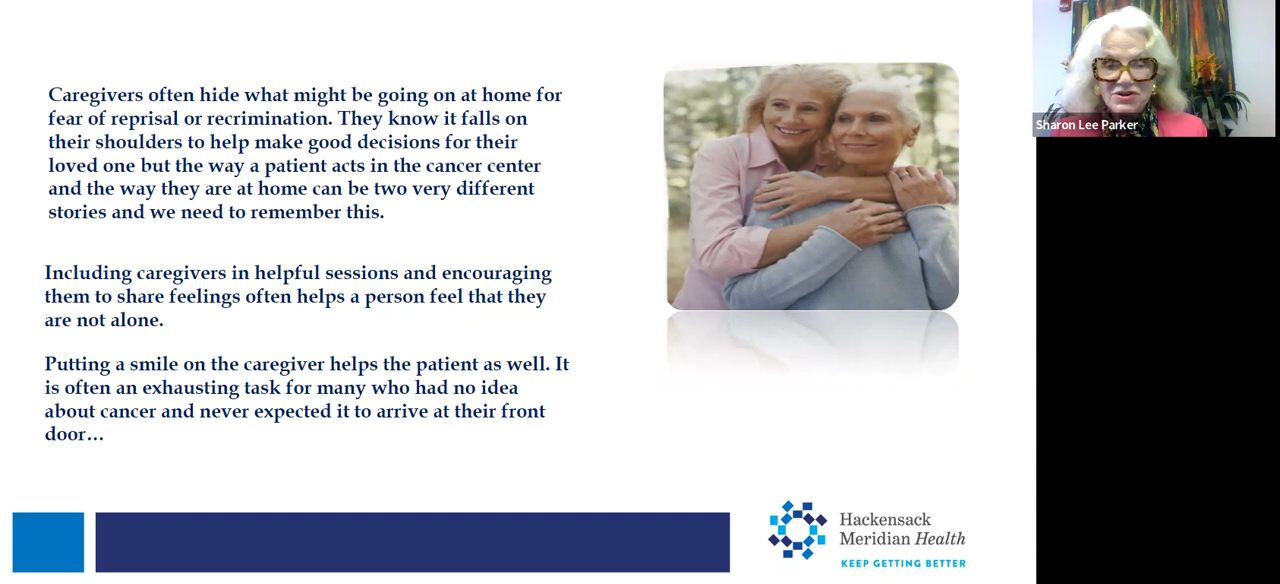 Caregivers often hide what might be going on at home for
fear of reprisal or recrimination. They know it falls on
their shoulders to help make good decisions for their
loved one but the way a patient acts in the cancer center
and the way they are at home can be two very different
stories and we need to remember this.
Including caregivers in helpful sessions and encouraging
them to share feelings often helps a person feel that they
are not alone.
Putting a smile on the caregiver helps the patient as well. It
is often an exhausting task for many who had no idea
about cancer and never expected it to arrive at their front
door…
Hackensack
Meridian Health
KEEP GETTING BETTER
Sharon Lee Parker